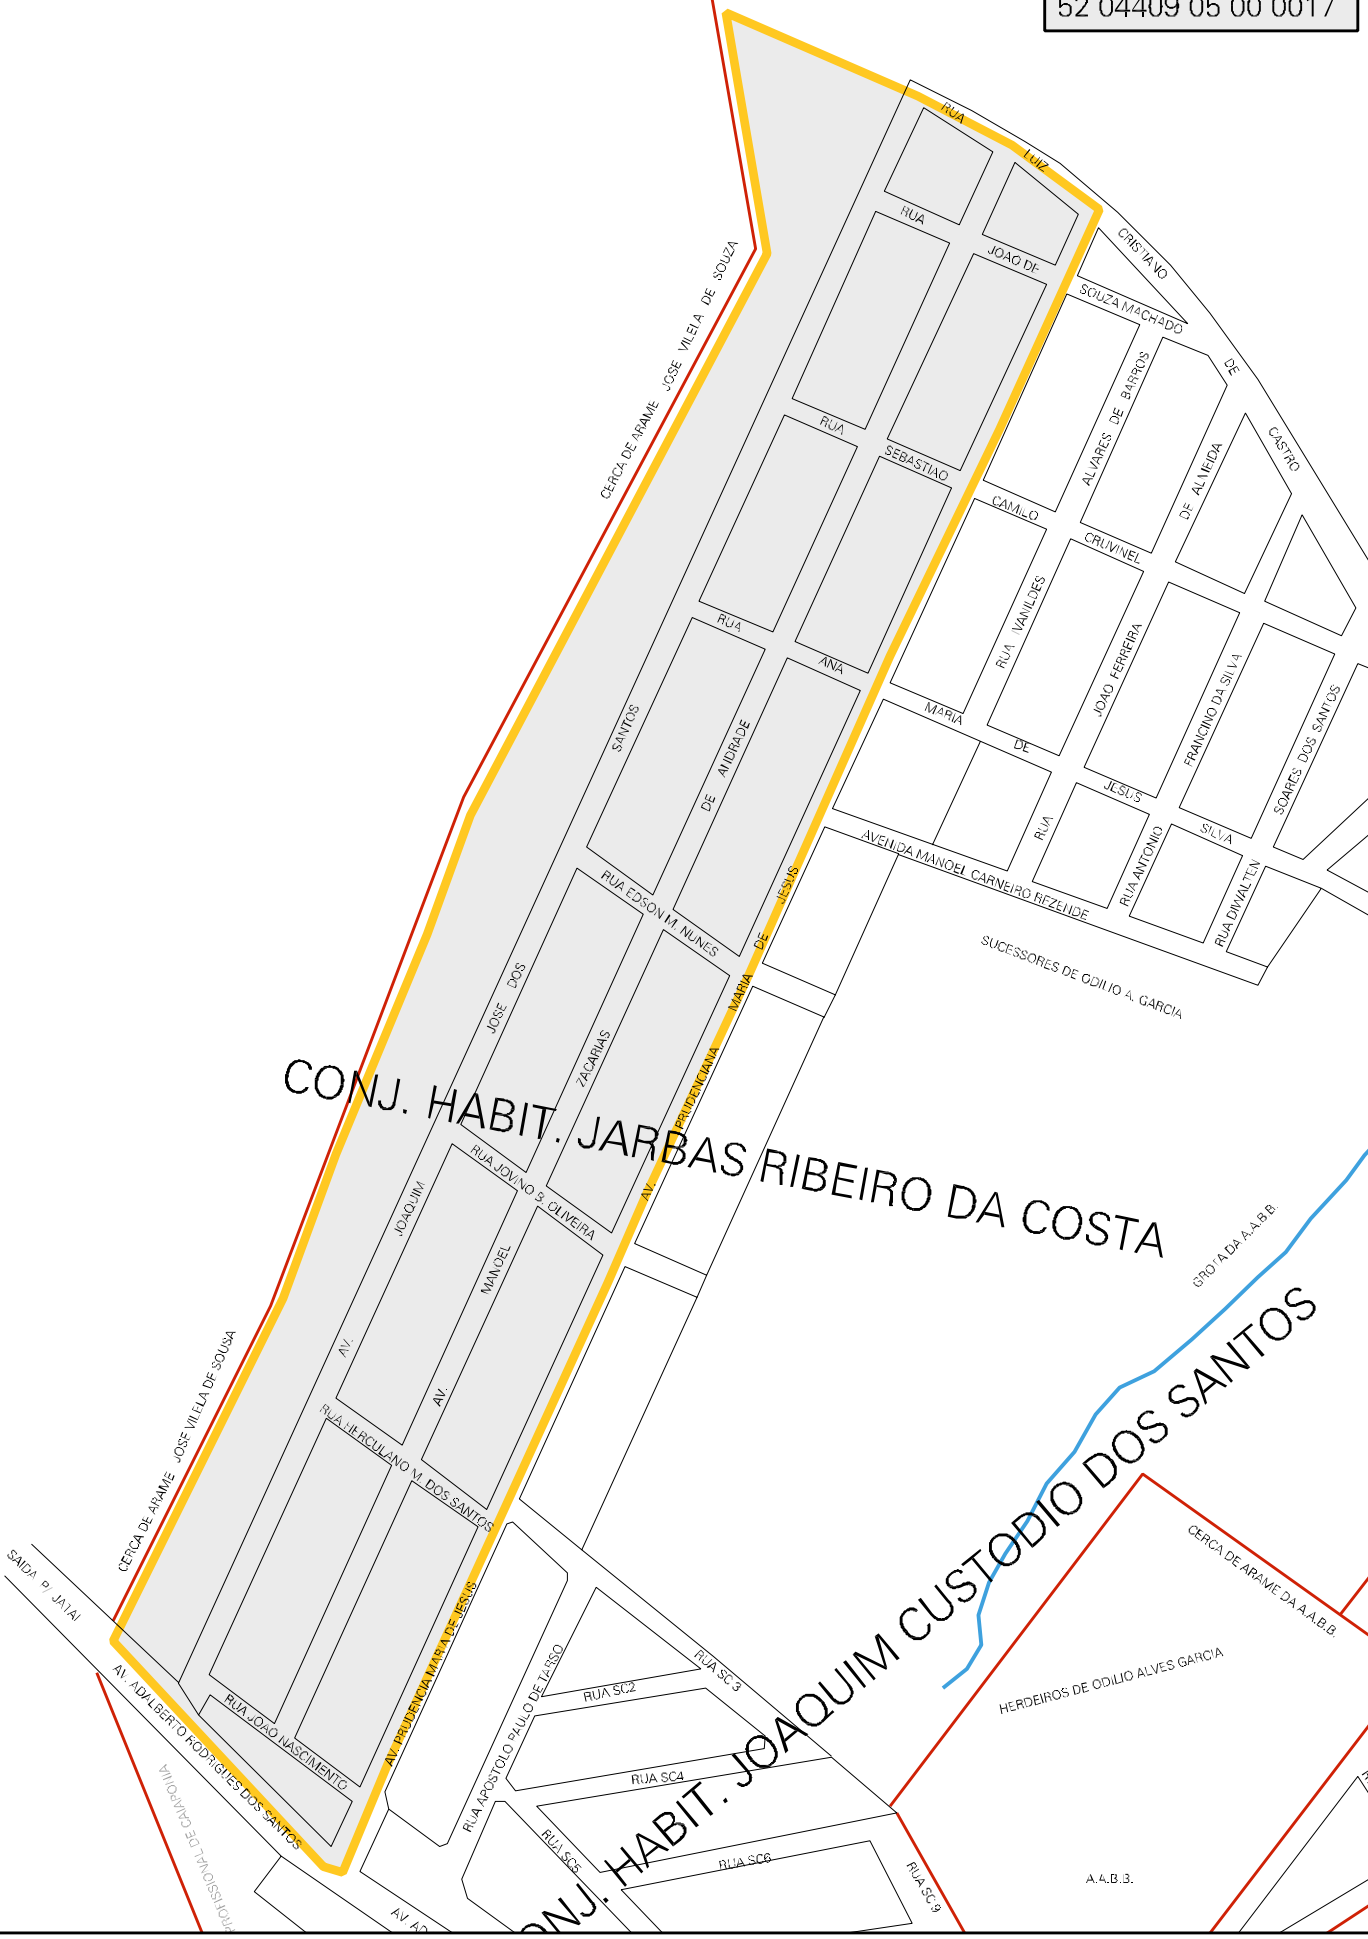 52 04409 05 00 0017
RUA
LUIZ
CRISTIANO
DE
CASTRO
RUA
JOAO DE
SOUZA MACHADO
CERCA DE ARAME JOSE VILELA DE SOUZA
ALVARES DE BARROS
DE ALMEIDA
RUA
SEBASTIAO
CAMILO
CRUVINEL
RUA IVANILDES
JOAO FERREIRA
FRANCINO DA SILVA
SOARES DOS SANTOS
RUA
ANA
MARIA
DE
JESUS
SILVA
SANTOS
DE ANDRADE
RUA
RUA ANTONIO
RUA DIWALTEN
AVENIDA MANOEL CARNEIRO REZENDE
SUCESSORES DE ODILIO A. GARCIA
RUA EDSON M. NUNES
JESUS
DE
MARIA
PRUDENCIANA
AV.
JOSE DOS
ZACARIAS
CONJ. HABIT. JARBAS RIBEIRO DA COSTA
RUA JOVINO B. OLIVEIRA
JOAQUIM
MANOEL
AV.
AV.
GROTA DA A.A.B.B.
CONJ. HABIT. JOAQUIM CUSTODIO DOS SANTOS
CERCA DE ARAME JOSE VILELA DE SOUSA
RUA HERCULANO M. DOS SANTOS
SAIDA P/ JATAI
AV. ADALBERTO RODRIGUES DOS SANTOS
RUA JOAO NASCIMENTO
AV. PRUDENCIA MARIA DE JESUS
RUA APOSTOLO PAULO DE TARSO
RUA SC 3
RUA SC2
RUA SC4
RUA SC5
RUA SC6
RUA SC 9
CERCA DE ARAME DA A.A.B.B.
HERDEIROS DE ODILIO ALVES GARCIA
A.A.B.B.
PROFISSIONAL DE CAIAPONIA
AV. AD